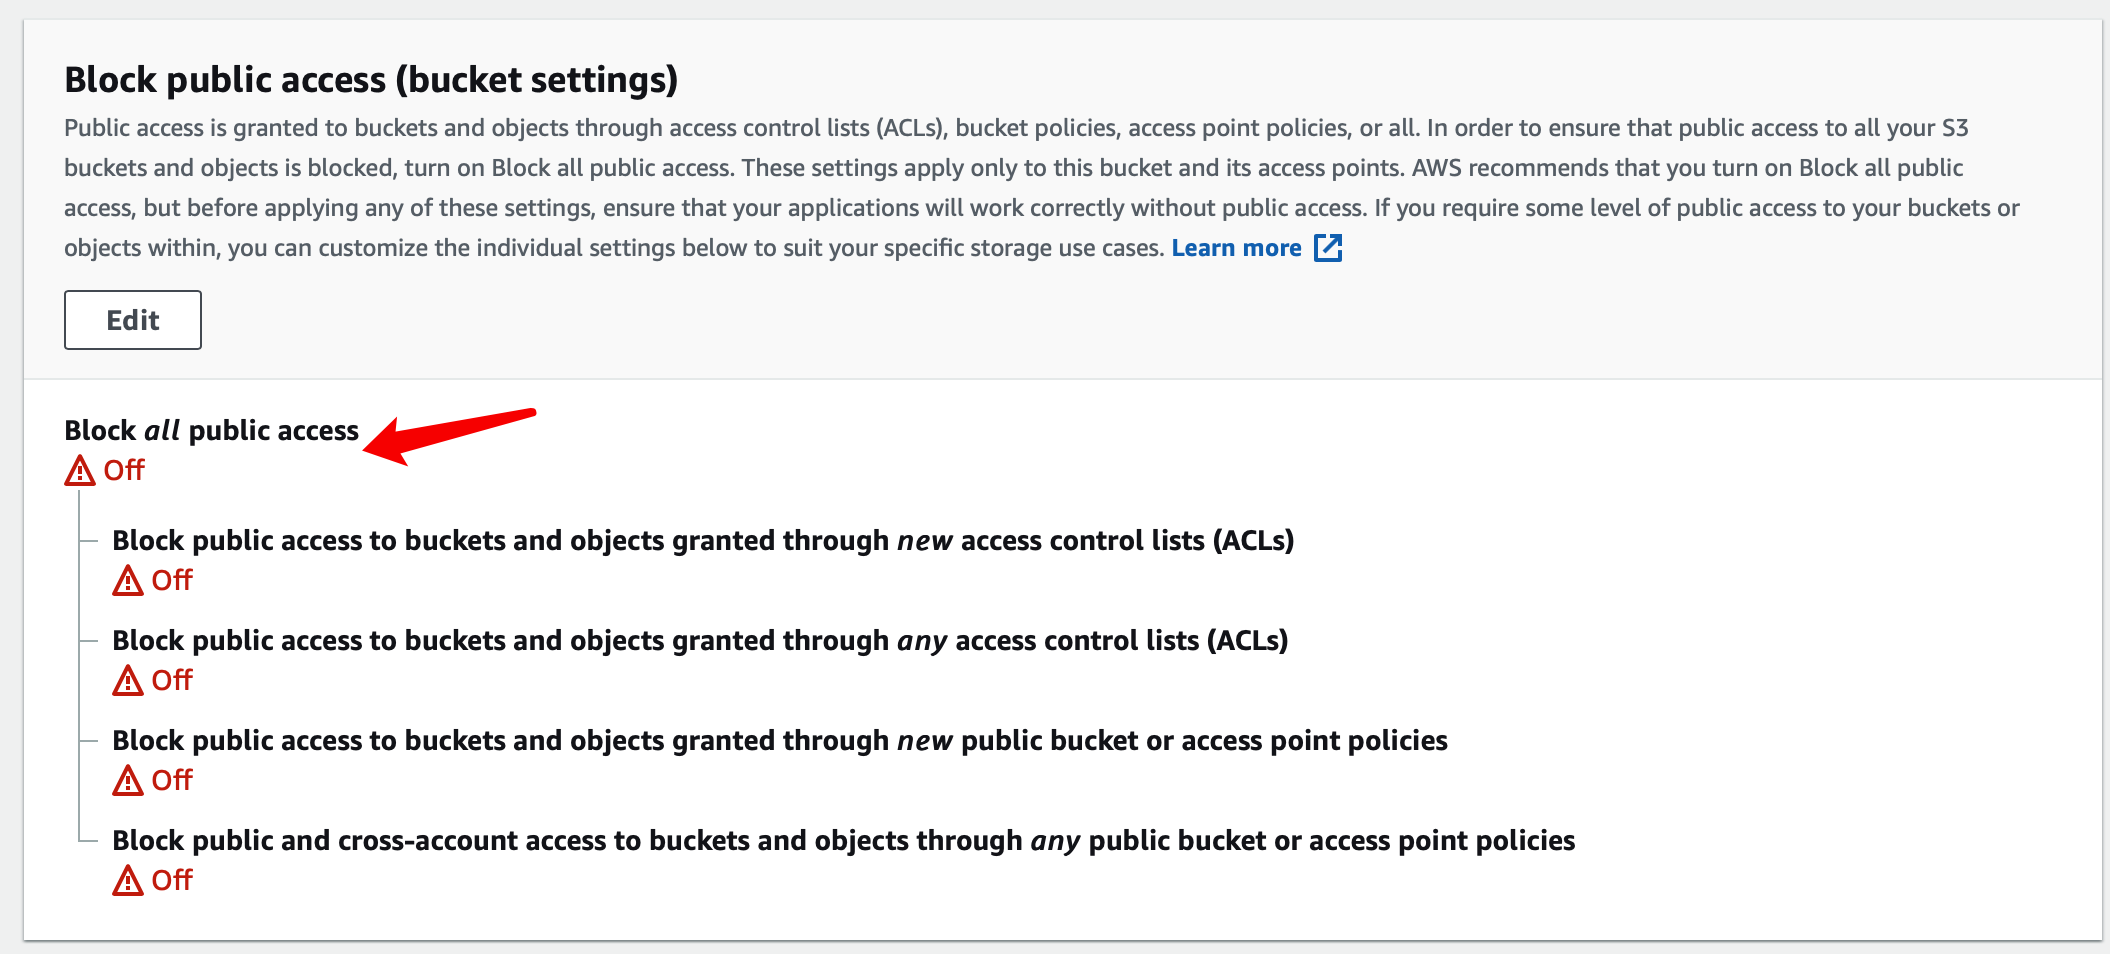 Block public access (bucket settings)
Public access is granted to buckets and objects through access control lists (ACLs), bucket policies, access point policies, or all. In order to ensure that public access to all your S3
buckets and objects is blocked, turn on Block all public access. These settings apply only to this bucket and its access points. AWS recommends that you turn on Block all public
access, but before applying any of these settings, ensure that your applications will work correctly without public access. If you require some level of public access to your buckets or
objects within, you can customize the individual settings below to suit your specific storage use cases. Learn more
Edit
Block all public access
Off
Block public access to buckets and objects granted through new access control lists (ACLs)
Off
Block public access to buckets and objects granted through any access control lists (ACLs)
Off
Block public access to buckets and objects granted through new public bucket or access point policies
Off
Block public and cross-account access to buckets and objects through any public bucket or access point policies
Off